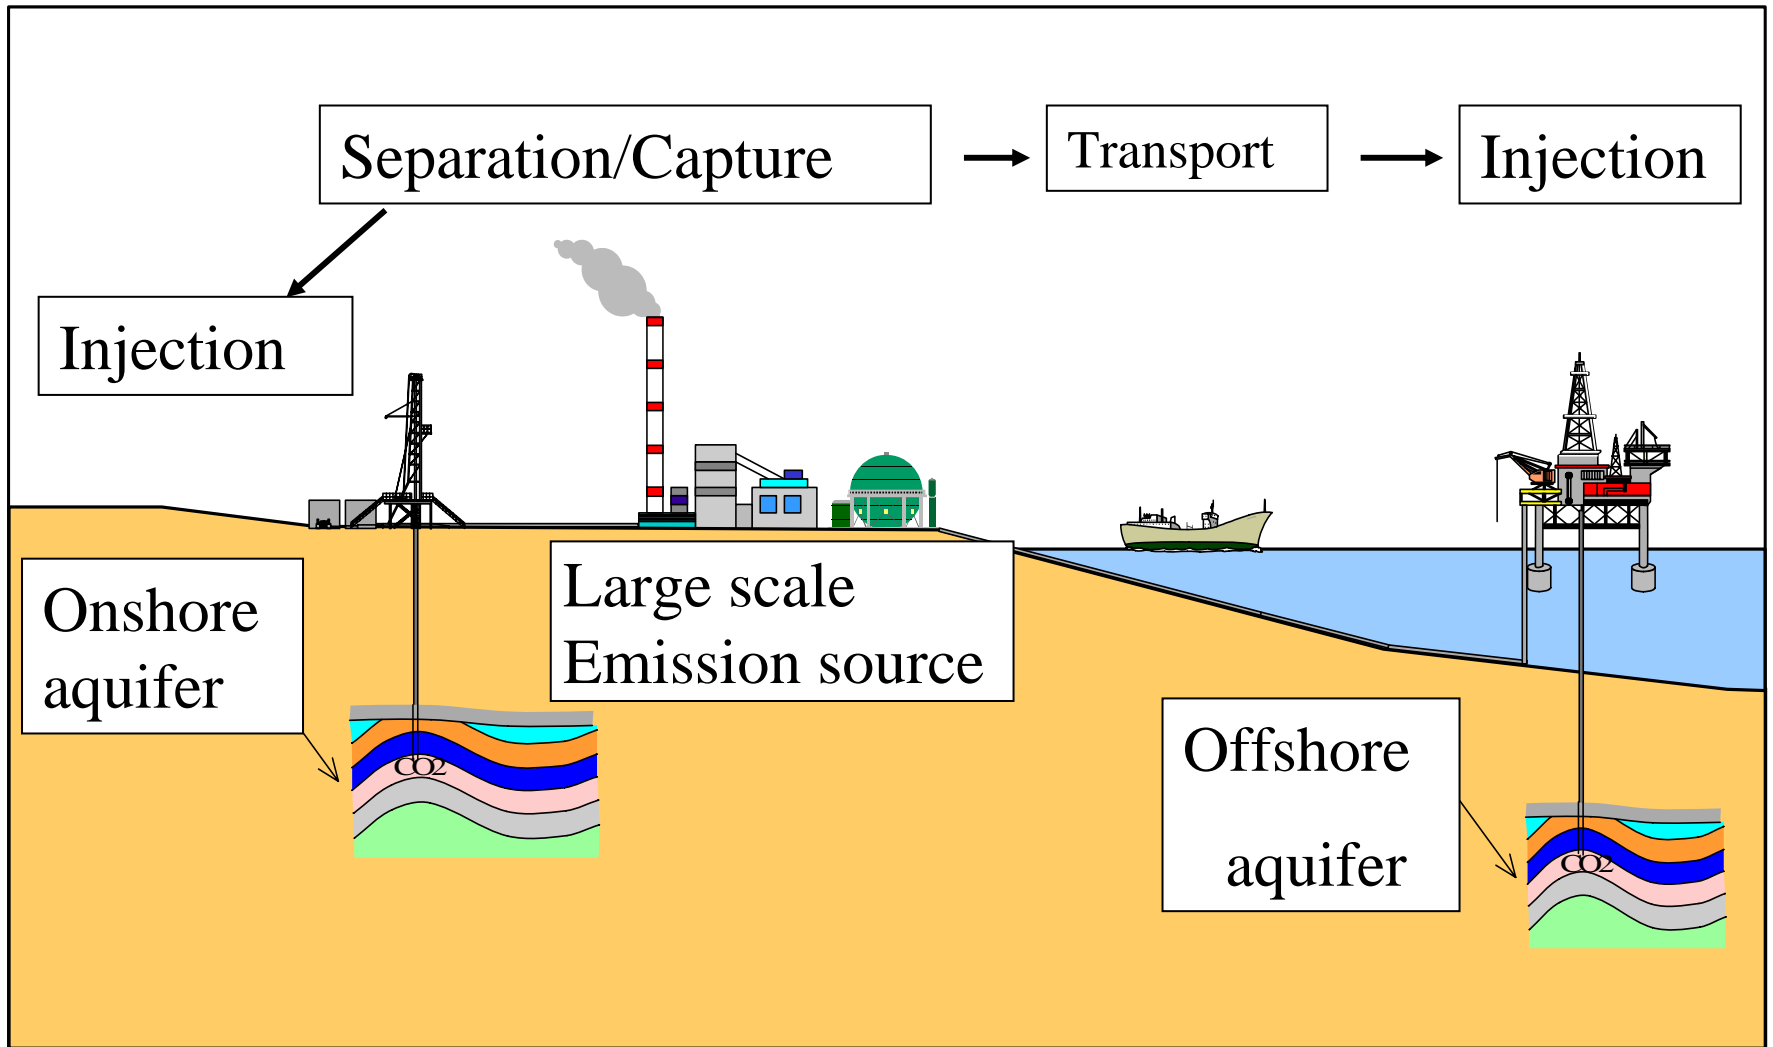 Separation/Capture
Transport
Injection
Injection
Large scale
Emission source
Onshore
aquifer
CO2
Offshore
aquifer
CO2